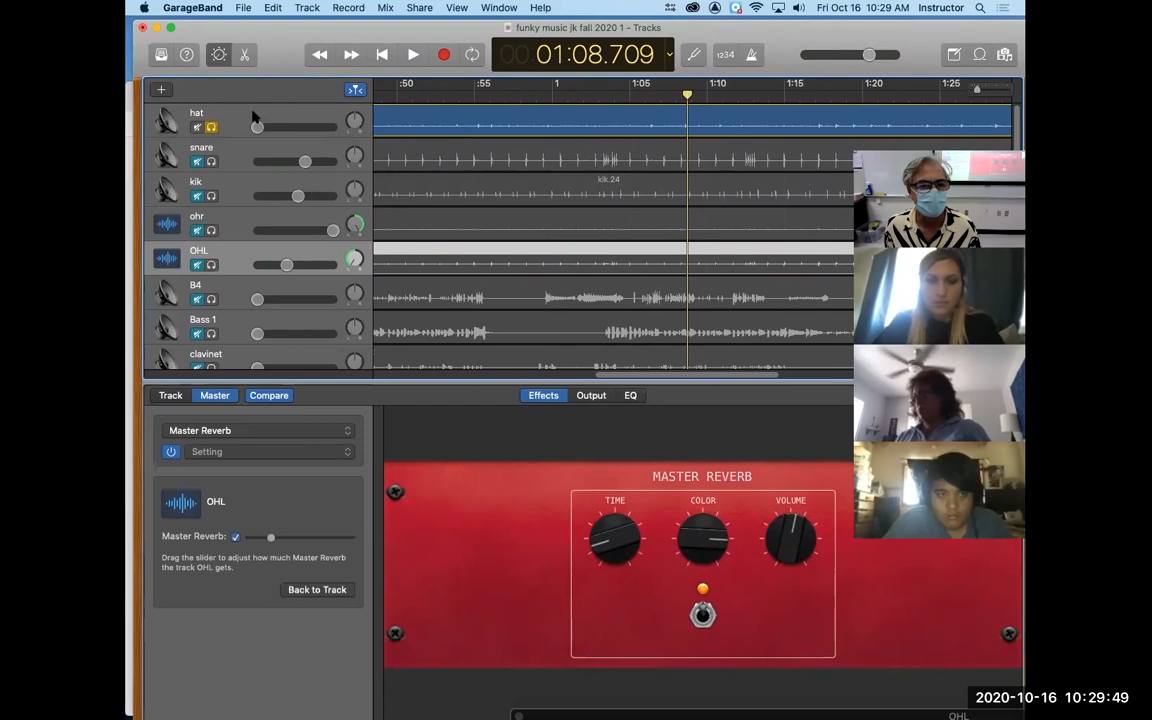 GarageBand File Edit Track Record Mix Share View Window Help Fri Oct 16 10:29 AM Instructor
funky music jk fall 2020 1 - Tracks
00 01:08.709 1234
:50 :55 1 1:05 1:10 1:15 1:20 1:25
hat
snare
kik kik.24
ohr
OHL
B4
Bass 1
clavinet
Track Master Compare Effects Output EQ
Master Reverb
Setting
OHL
Master Reverb:
Drag the slider to adjust how much Master Reverb
the track OHL gets.
Back to Track
MASTER REVERB
TIME COLOR VOLUME
2020-10-16 10:29:49
OHL